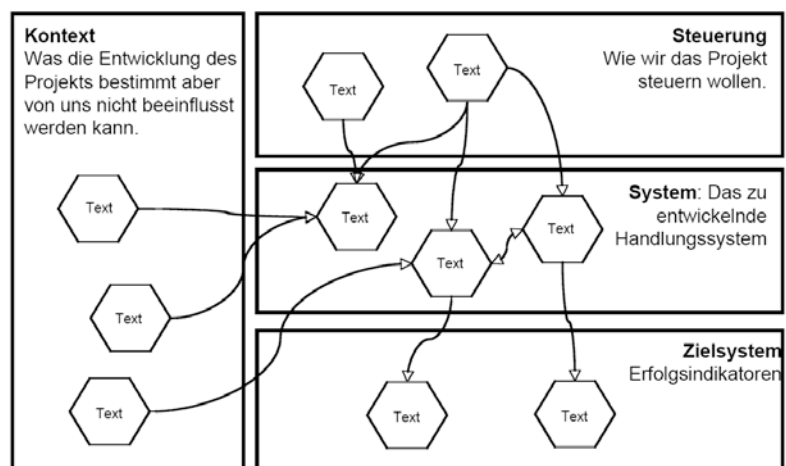 Kontext
Was die Entwicklung des
Projekts bestimmt aber
von uns nicht beeinflusst
werden kann.
Text
Text
Text
Steuerung
Wie wir das Projekt
steuern wollen.
Text
Text
System: Das zu
entwickelnde
Handlungssystem
Text
Text
Text
Zielsystem
Erfolgsindikatoren
Text
Text